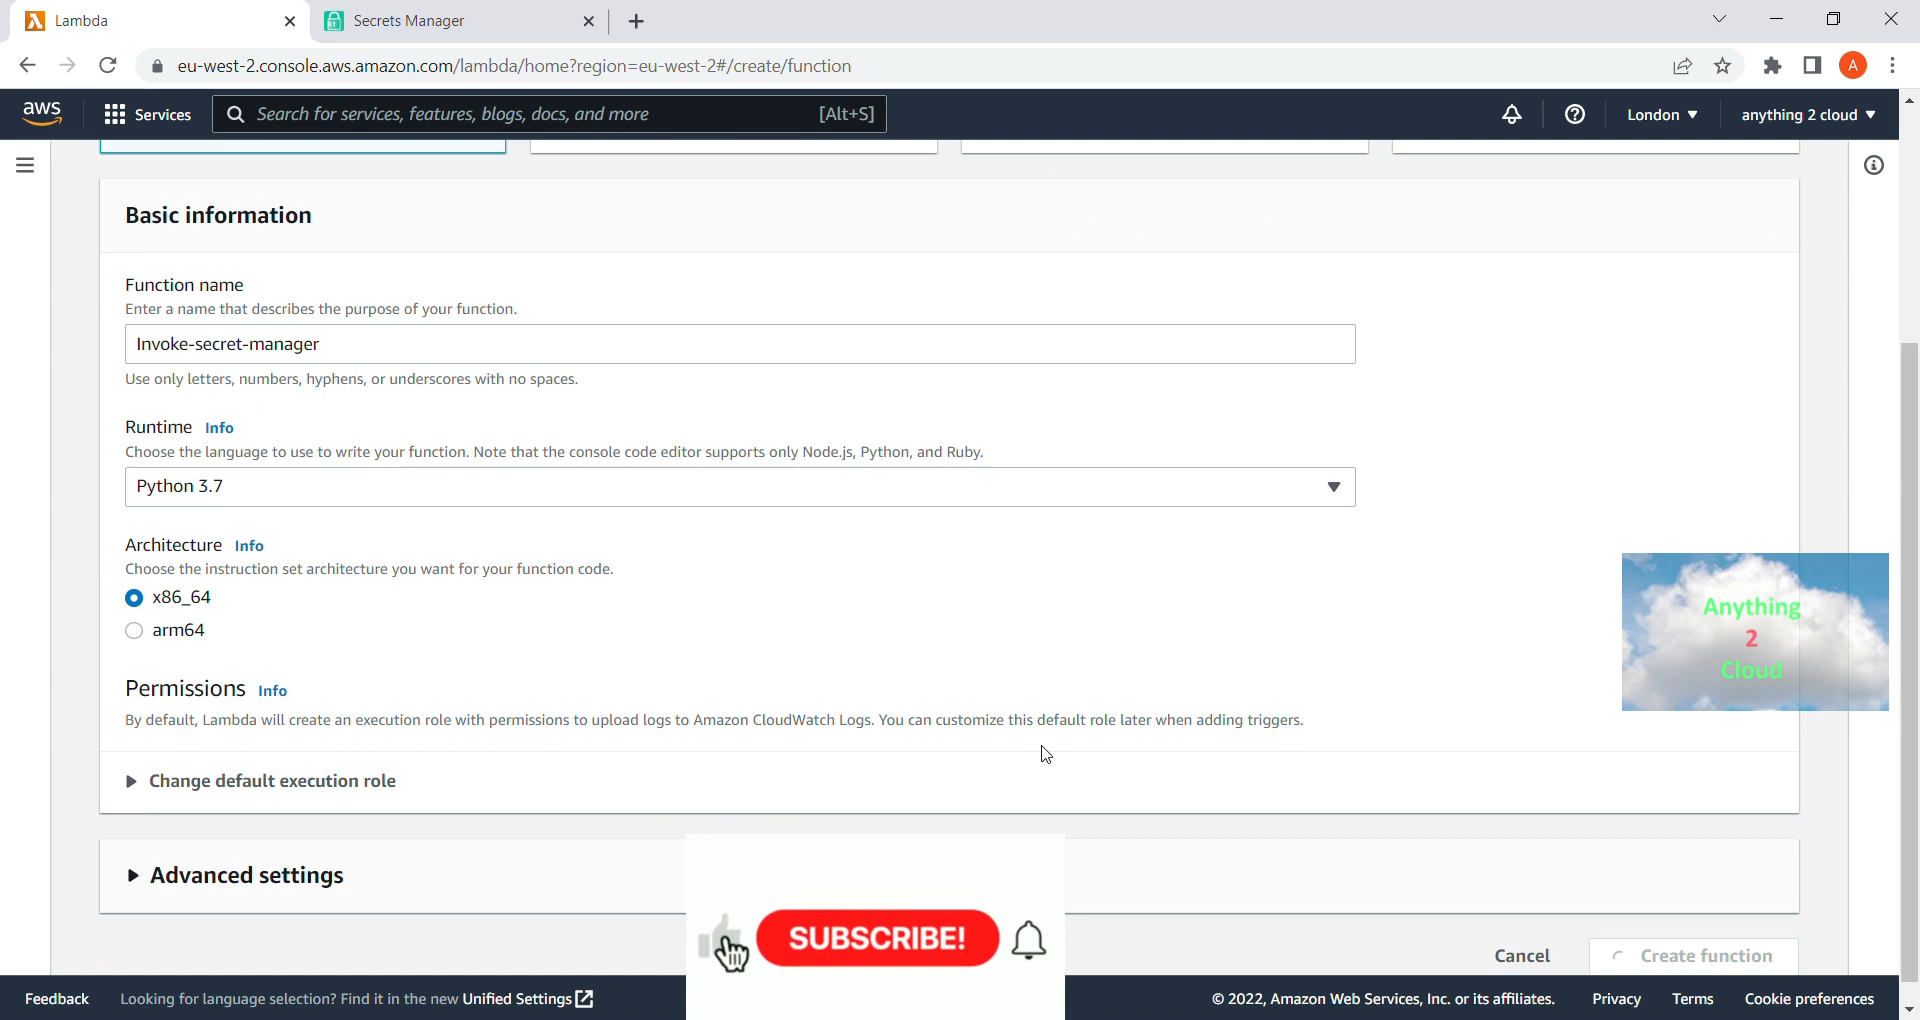 Lambda
Secrets Manager
eu-west-2.console.aws.amazon.com/lambda/home?region=eu-west-2#/create/function
A
aws
Services
Search for services, features, blogs, docs, and more
[Alt+S]
London
anything 2 cloud
Basic information
Function name
Enter a name that describes the purpose of your function.
Invoke-secret-manager
Use only letters, numbers, hyphens, or underscores with no spaces.
Runtime Info
Choose the language to use to write your function. Note that the console code editor supports only Node.js, Python, and Ruby.
Python 3.7
Architecture Info
Choose the instruction set architecture you want for your function code.
x86_64
arm64
Anything
2
Cloud
Permissions Info
By default, Lambda will create an execution role with permissions to upload logs to Amazon CloudWatch Logs. You can customize this default role later when adding triggers.
Change default execution role
Advanced settings
SUBSCRIBE!
Cancel
Create function
Feedback
Looking for language selection? Find it in the new Unified Settings
© 2022, Amazon Web Services, Inc. or its affiliates.
Privacy
Terms
Cookie preferences